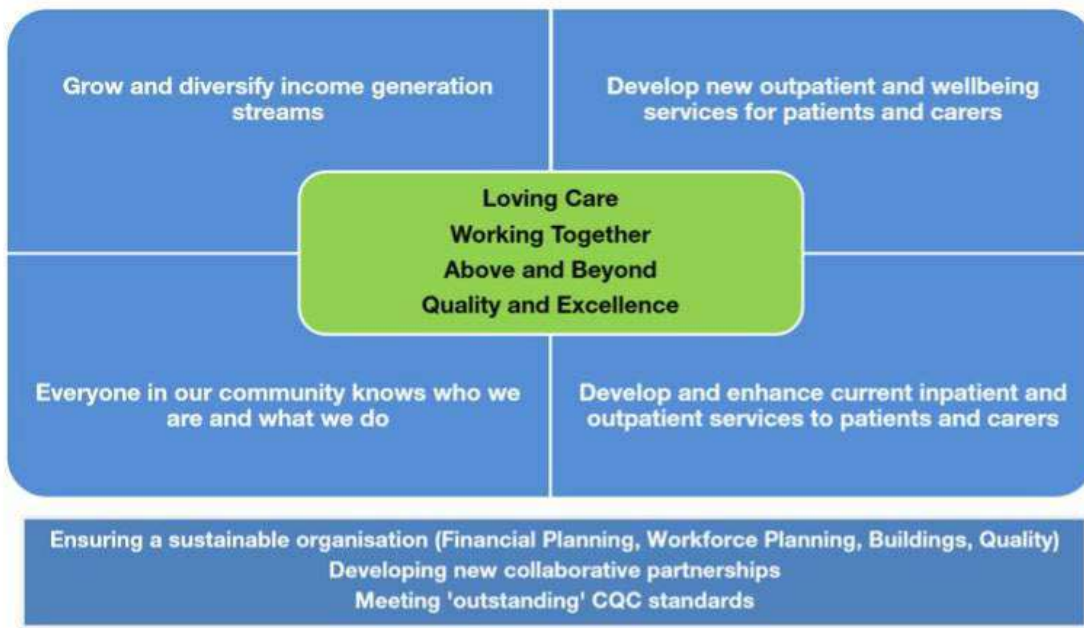 Grow and diversify income generation
streams
Develop new outpatient and wellbeing
services for patients and carers
Loving Care
Working Together
Above and Beyond
Quality and Excellence
Everyone in our community knows who we
are and what we do
Develop and enhance current inpatient and
outpatient services to patients and carers
Ensuring a sustainable organisation (Financial Planning, Workforce Planning, Buildings, Quality)
Developing new collaborative partnerships
Meeting 'outstanding' CQC standards